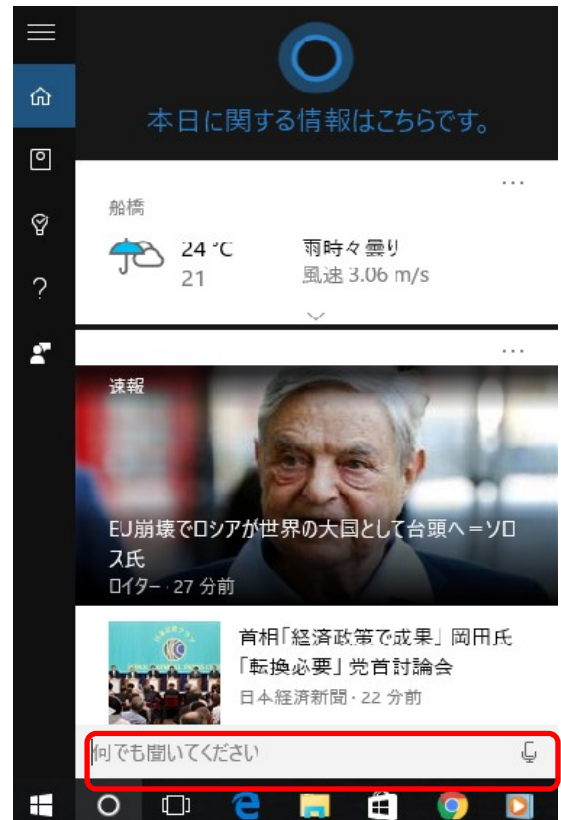 本日に関する情報はこちらです。
...
船橋
24 ℃
雨時々曇り
21
風速 3.06 m/s
...
速報
EU崩壊でロシアが世界の大国として台頭へ＝ソロ
ス氏
ロイター · 27 分前
首相「経済政策で成果」岡田氏
「転換必要」党首討論会
日本経済新聞 · 22 分前
何でも聞いてください